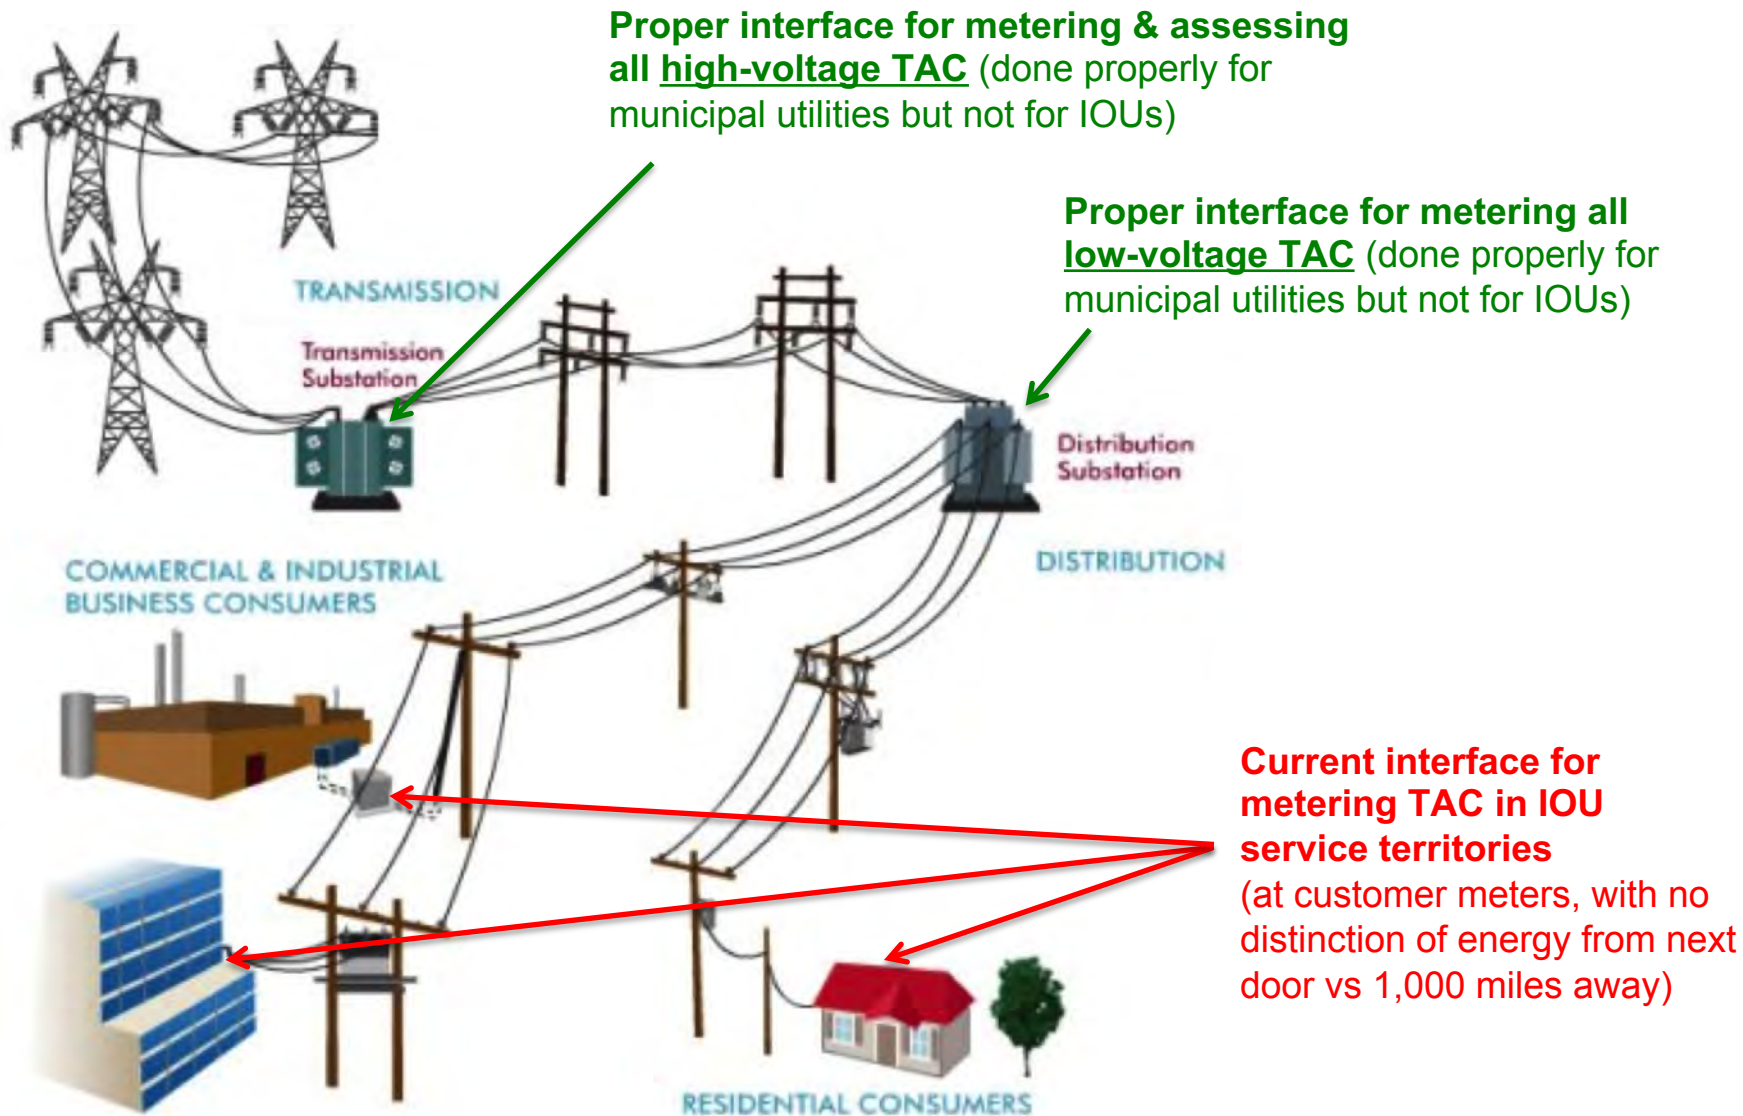 Proper interface for metering & assessing
all high-voltage TAC (done properly for
municipal utilities but not for IOUs)
Proper interface for metering all
low-voltage TAC (done properly for
municipal utilities but not for IOUs)
TRANSMISSION
Transmission
Substation
Distribution
Substation
DISTRIBUTION
COMMERCIAL & INDUSTRIAL
BUSINESS CONSUMERS
Current interface for
metering TAC in IOU
service territories
(at customer meters, with no
distinction of energy from next
door vs 1,000 miles away)
RESIDENTIAL CONSUMERS